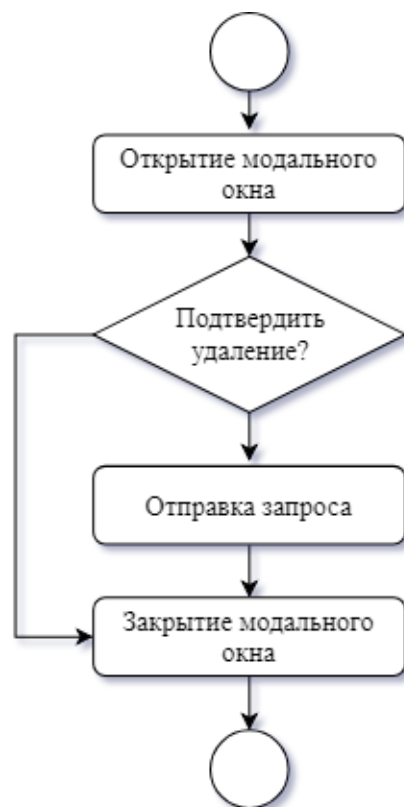 Открытие модального
окна
Подтвердить
удаление?
Отправка запроса
Закрытие модального
окна